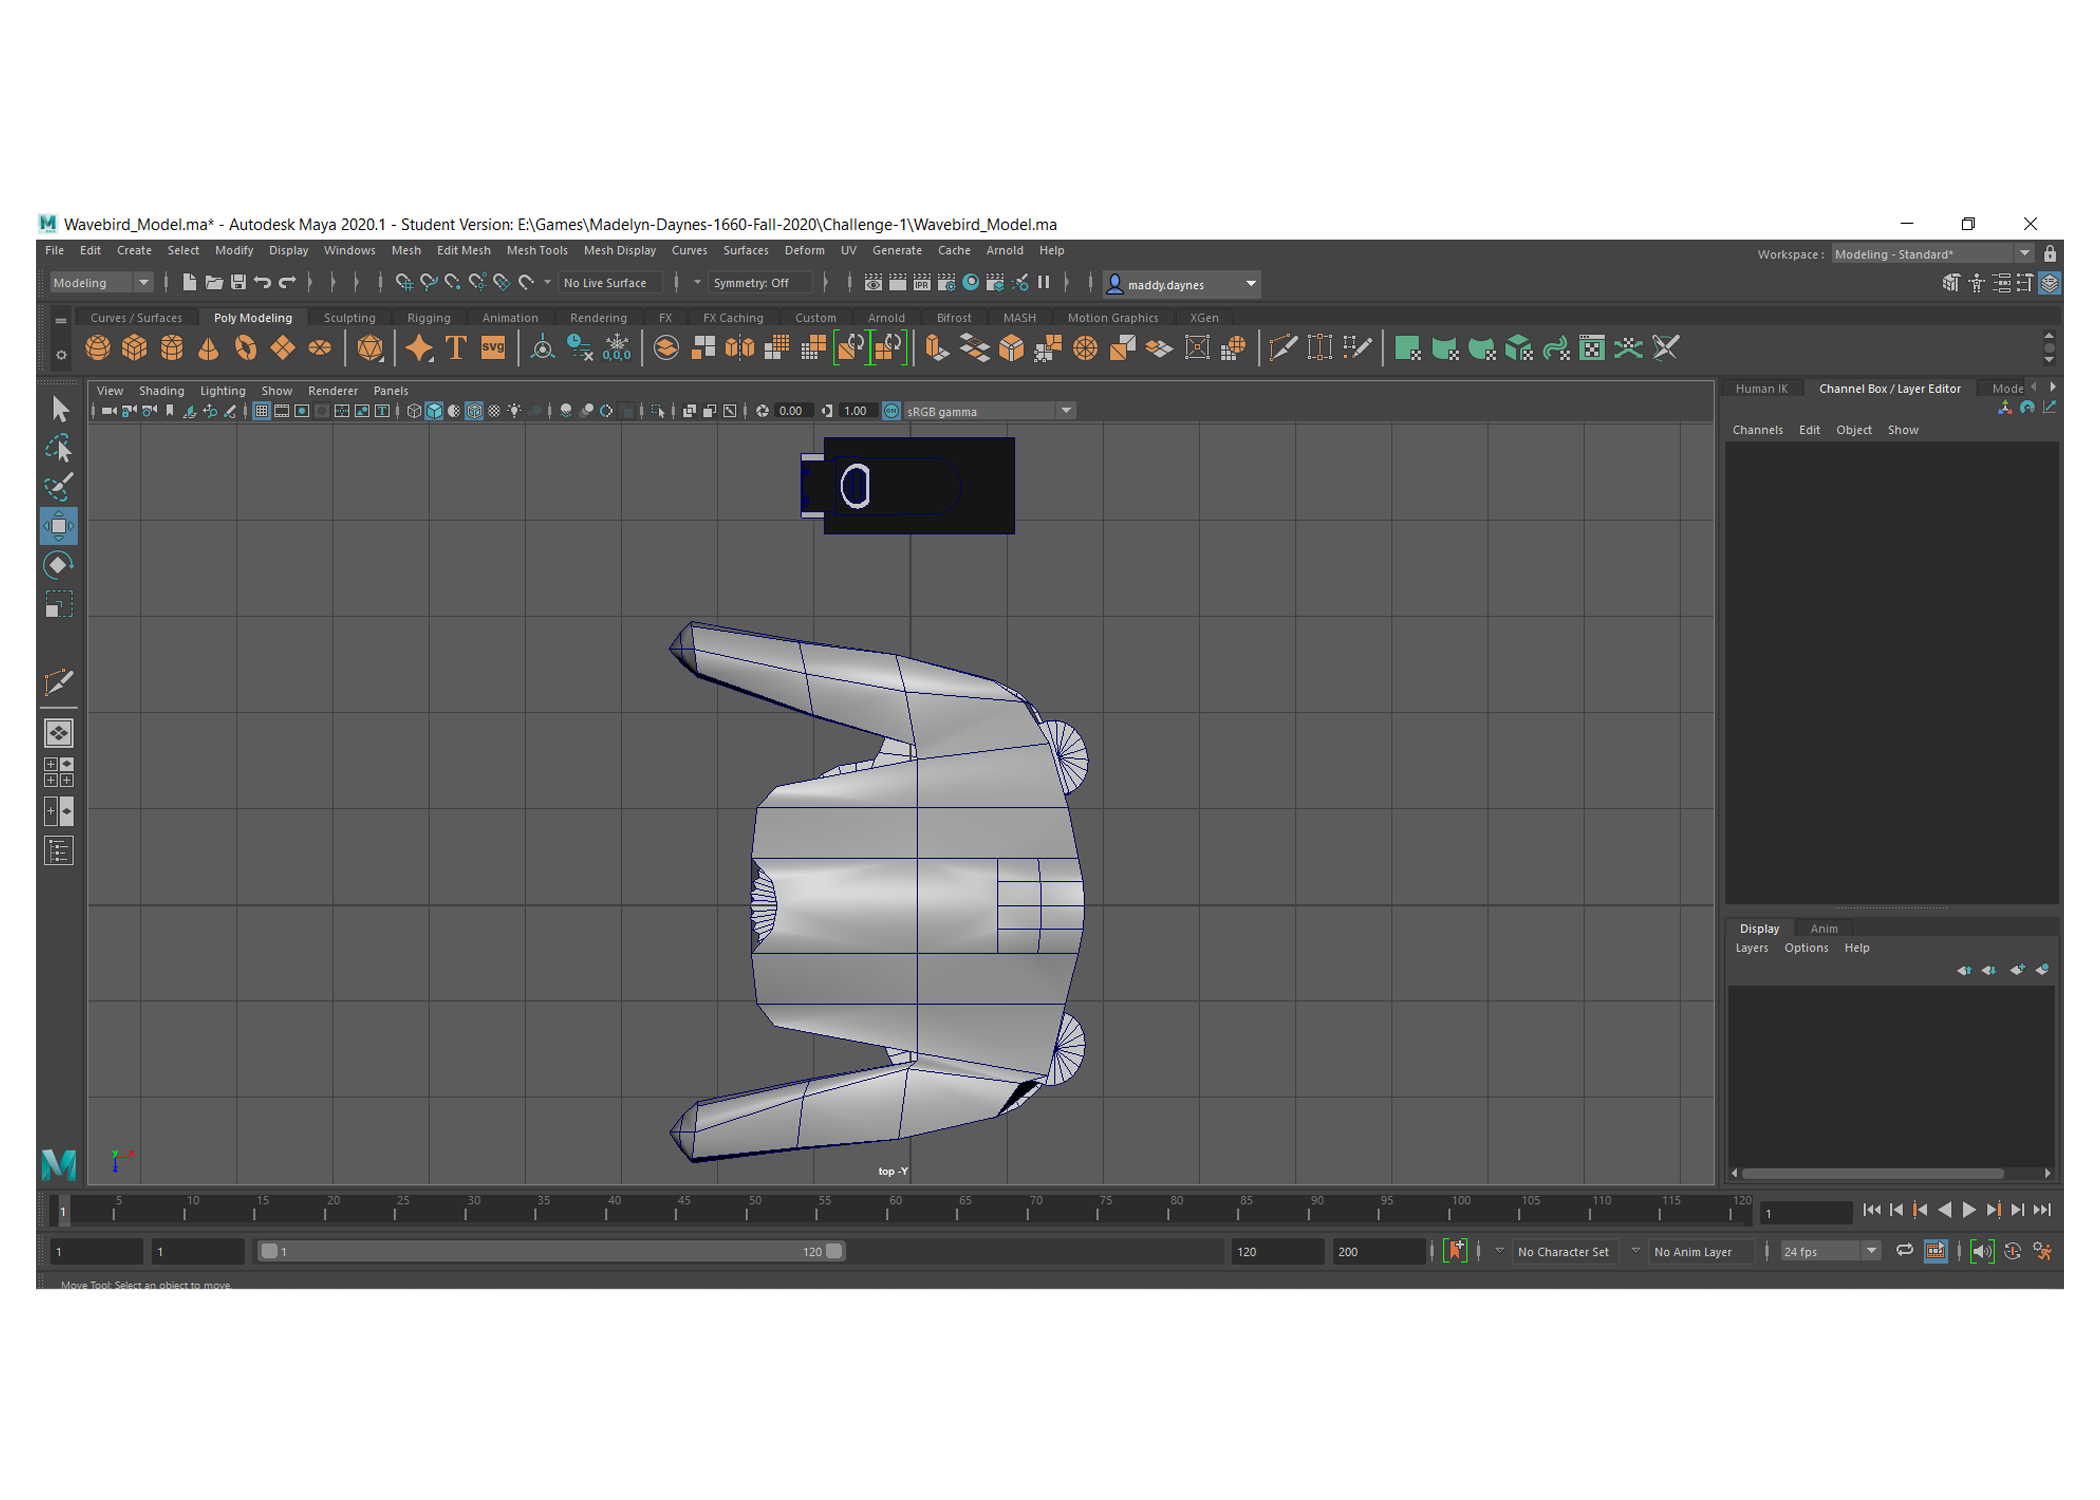 Wavebird_Model.ma* - Autodesk Maya 2020.1 - Student Version: E:\Games\Madelyn-Daynes-1660-Fall-2020\Challenge-1\Wavebird_Model.ma
File Edit Create Select Modify Display Windows Mesh Edit Mesh Mesh Tools Mesh Display Curves Surfaces Deform UV Generate Cache Arnold Help
Workspace : Modeling - Standard*
Modeling No Live Surface Symmetry: Off IPR maddy.daynes
Curves / Surfaces Poly Modeling Sculpting Rigging Animation Rendering FX FX Caching Custom Arnold Bifrost MASH Motion Graphics XGen
T svg 0,0,0
View Shading Lighting Show Renderer Panels
0.00 1.00 ON sRGB gamma
Human IK Channel Box / Layer Editor Mode
Channels Edit Object Show
Display Anim
Layers Options Help
y x
z
top -Y
5 10 15 20 25 30 35 40 45 50 55 60 65 70 75 80 85 90 95 100 105 110 115 120
1 1
1 1 1 120 120 200 No Character Set No Anim Layer 24 fps
Move Tool: Select an object to move.